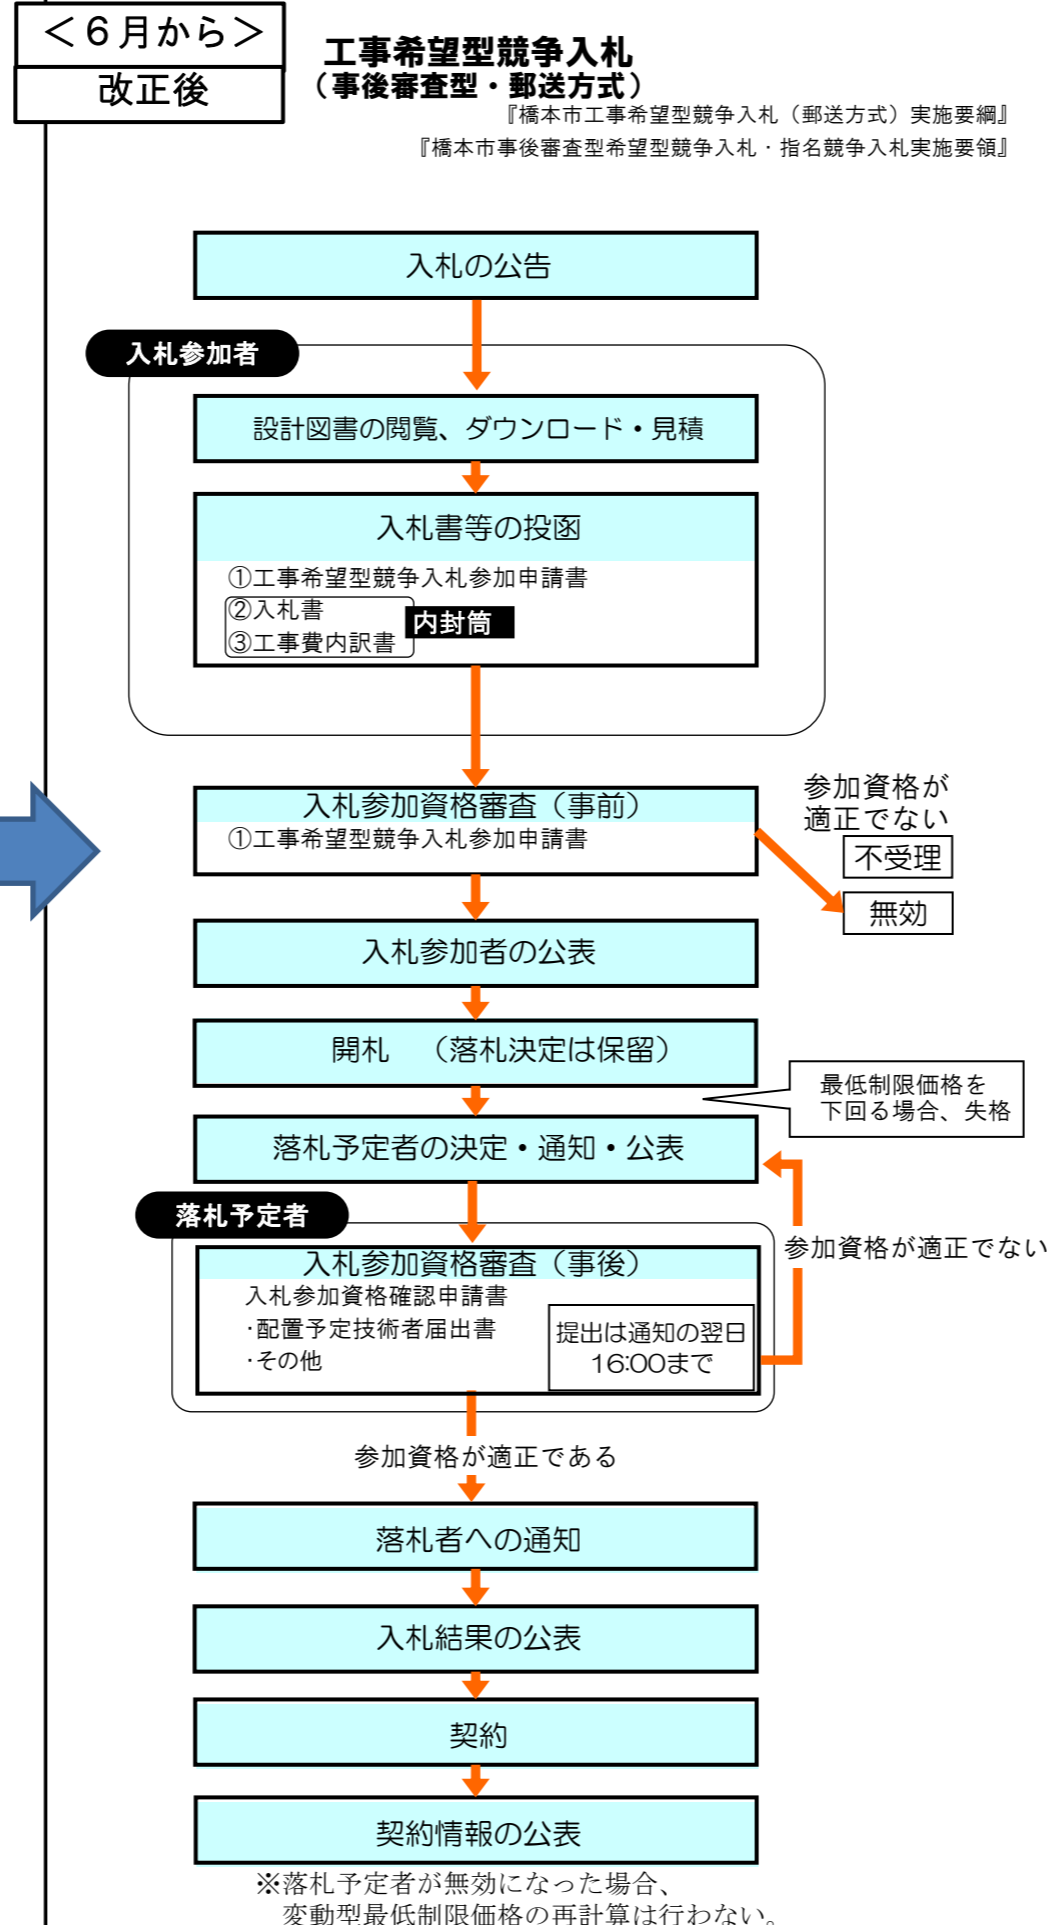 ＜６月から＞
改正後
工事希望型競争入札
（事後審査型・郵送方式）
『橋本市工事希望型競争入札（郵送方式）実施要綱』
『橋本市事後審査型希望型競争入札・指名競争入札実施要領』
入札の公告
入札参加者
設計図書の閲覧、ダウンロード・見積
入札書等の投函
①工事希望型競争入札参加申請書
②入札書
③工事費内訳書
内封筒
入札参加資格審査（事前）
①工事希望型競争入札参加申請書
参加資格が
適正でない
不受理
無効
入札参加者の公表
開札　（落札決定は保留）
最低制限価格を
下回る場合、失格
落札予定者の決定・通知・公表
落札予定者
入札参加資格審査（事後）
入札参加資格確認申請書
・配置予定技術者届出書
・その他
提出は通知の翌日
16:00まで
参加資格が適正でない
参加資格が適正である
落札者への通知
入札結果の公表
契約
契約情報の公表
※落札予定者が無効になった場合、
変動型最低制限価格の再計算は行わない。